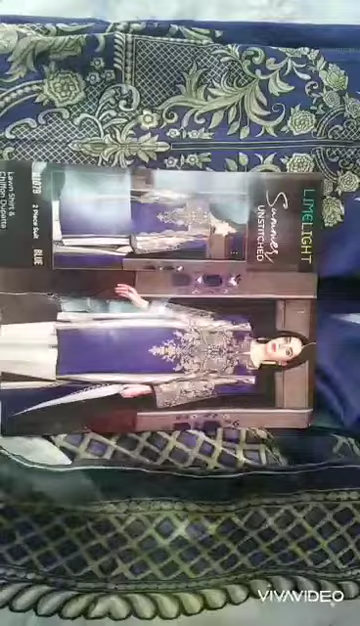 LIMELIGHT
Summer
UNSTITCHED
2 Piece Suit BLUE
Lawn Shirt &
Chiffon Dupatta
VIVAVIDEO